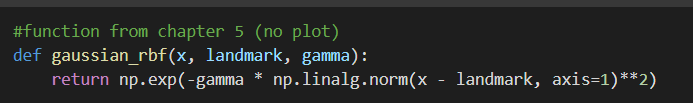 #function from chapter 5 (no plot)
def gaussian_rbf(x, landmark, gamma):
    return np.exp(-gamma * np.linalg.norm(x - landmark, axis=1)**2)